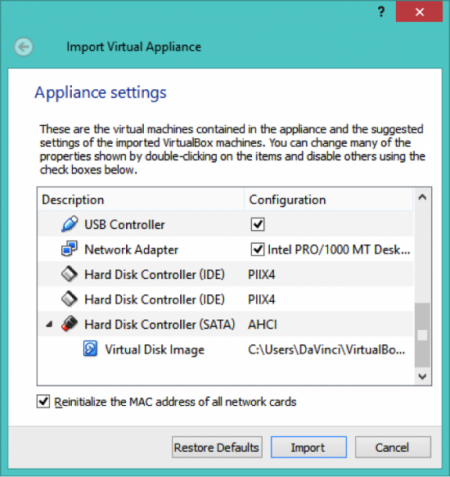 ?
Import Virtual Appliance
Appliance settings
These are the virtual machines contained in the appliance and the suggested
settings of the imported VirtualBox machines. You can change many of the
properties shown by double-clicking on the items and disable others using the
check boxes below.
Description Configuration
USB Controller
Network Adapter Intel PRO/1000 MT Desk...
Hard Disk Controller (IDE) PIIX4
Hard Disk Controller (IDE) PIIX4
Hard Disk Controller (SATA) AHCI
Virtual Disk Image C:\Users\DaVinci\VirtualBo...
Reinitialize the MAC address of all network cards
Restore Defaults Import Cancel